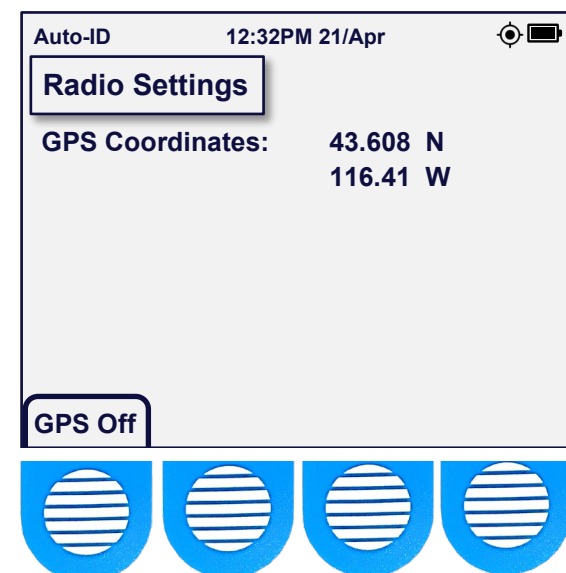 Auto-ID 12:32PM 21/Apr
Radio Settings
GPS Coordinates: 43.608 N
116.41 W
GPS Off